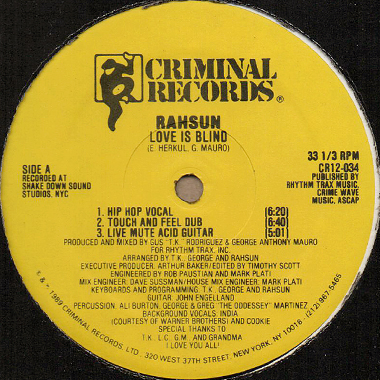 CRIMINAL
RECORDS®
RAHSUN
LOVE IS BLIND
(E. HERKUL, G. MAURO)
SIDE A
RECORDED AT
SHAKE DOWN SOUND
STUDIOS, NYC
33 1/3 RPM
CR12-034
PUBLISHED BY
RHYTHM TRAX MUSIC,
CRIME WAVE
MUSIC, ASCAP
1. HIP HOP VOCAL (6:20)
2. TOUCH AND FEEL DUB (6:40)
3. LIVE MUTE ACID GUITAR (5:01)
PRODUCED AND MIXED BY GUS "T.K." RODRIGUEZ & GEORGE ANTHONY MAURO
FOR RHYTHM TRAX, INC.
ARRANGED BY T.K., GEORGE AND RAHSUN
EXECUTIVE PRODUCER: ARTHUR BAKER/EDITED BY TIMOTHY SCOTT
ENGINEERED BY ROB PAUSTIAN AND MARK PLATI
MIX ENGINEER: DAVE SUSSMAN/HOUSE MIX ENGINEER: MARK PLATI
KEYBOARDS AND PROGRAMMING: T.K., GEORGE AND RAHSUN
GUITAR: JOHN ENGELLAND
PERCUSSION: ALI BURTON, GEORGE & GREG "THE ODDESSEY" MARTINEZ
BACKGROUND VOCALS: INDIA
(COURTESY OF WARNER BROTHERS) AND COOKIE
SPECIAL THANKS TO
T.K., L.C., G.M., AND GRANDMA
I LOVE YOU ALL!
© & ℗ 1989 CRIMINAL RECORDS, LTD., 320 WEST 37TH STREET, NEW YORK, N.Y. 10018 • (212) 967-5465